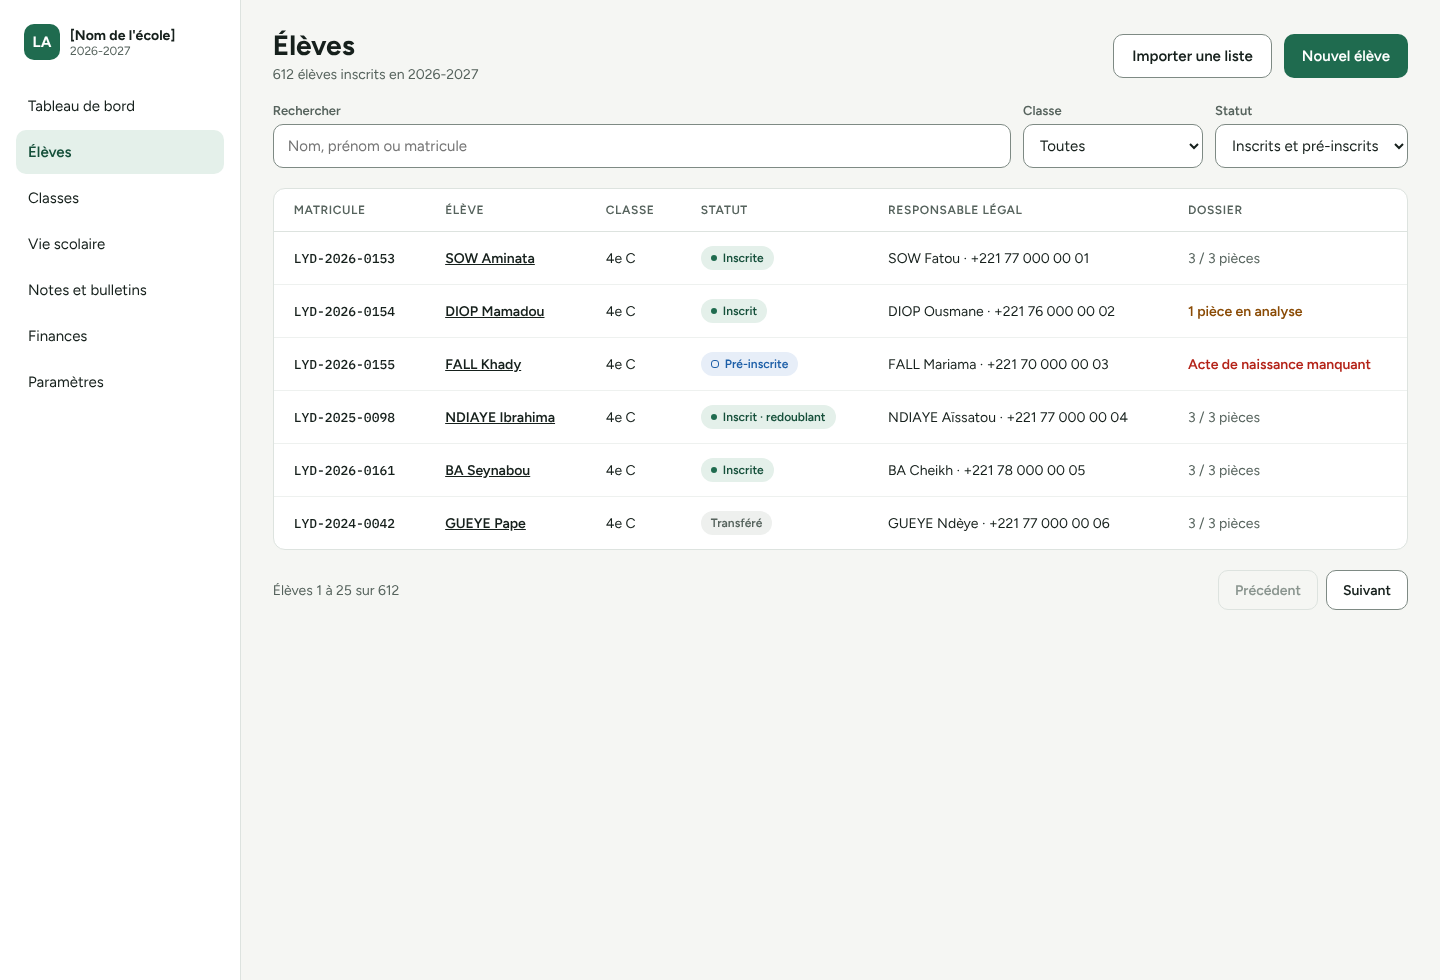 LA
[Nom de l'école]
2026-2027
Tableau de bord
Élèves
Classes
Vie scolaire
Notes et bulletins
Finances
Paramètres
Élèves
612 élèves inscrits en 2026-2027
Importer une liste
Nouvel élève
Rechercher
Nom, prénom ou matricule
Classe
Toutes
Statut
Inscrits et pré-inscrits
MATRICULE ÉLÈVE CLASSE STATUT RESPONSABLE LÉGAL DOSSIER
LYD-2026-0153 SOW Aminata 4e C Inscrite SOW Fatou · +221 77 000 00 01 3 / 3 pièces
LYD-2026-0154 DIOP Mamadou 4e C Inscrit DIOP Ousmane · +221 76 000 00 02 1 pièce en analyse
LYD-2026-0155 FALL Khady 4e C Pré-inscrite FALL Mariama · +221 70 000 00 03 Acte de naissance manquant
LYD-2025-0098 NDIAYE Ibrahima 4e C Inscrit · redoublant NDIAYE Aïssatou · +221 77 000 00 04 3 / 3 pièces
LYD-2026-0161 BA Seynabou 4e C Inscrite BA Cheikh · +221 78 000 00 05 3 / 3 pièces
LYD-2024-0042 GUEYE Pape 4e C Transféré GUEYE Ndèye · +221 77 000 00 06 3 / 3 pièces
Élèves 1 à 25 sur 612
Précédent
Suivant